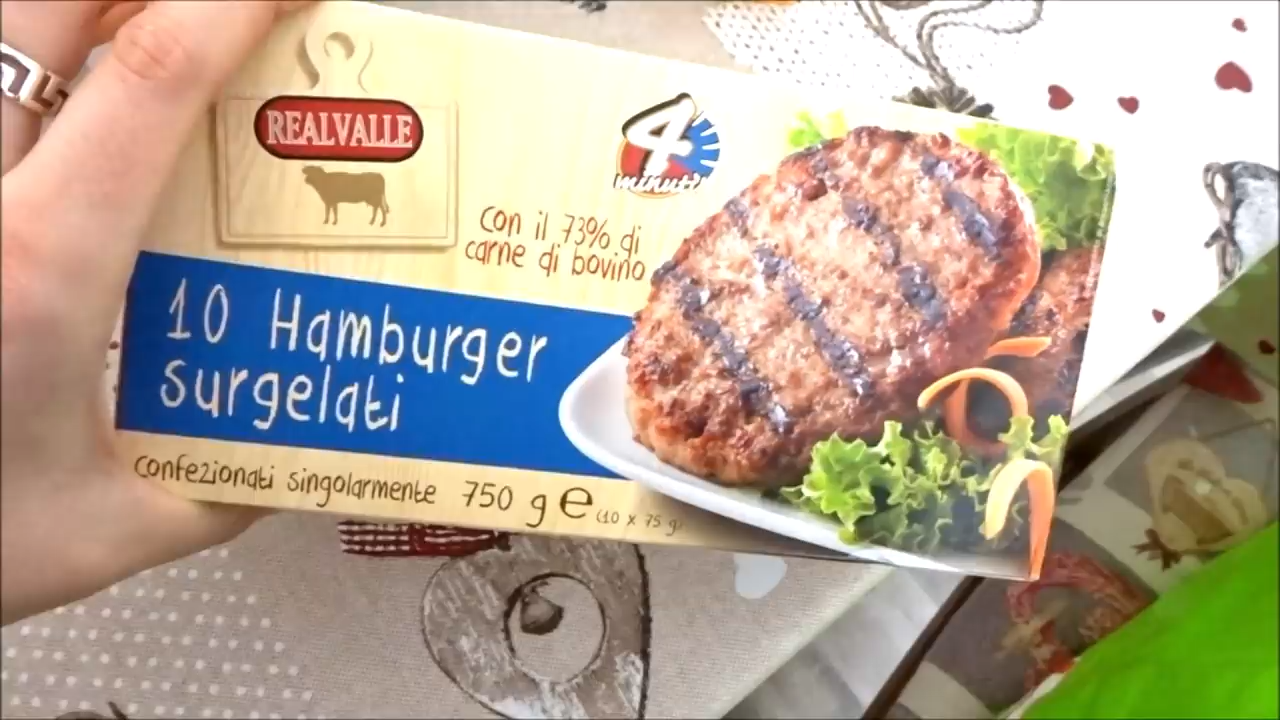 REALVALLE
4
minuti
con il 73% di
carne di bovino
10 Hamburger
surgelati
confezionati singolarmente 750 g e (10 x 75 g)